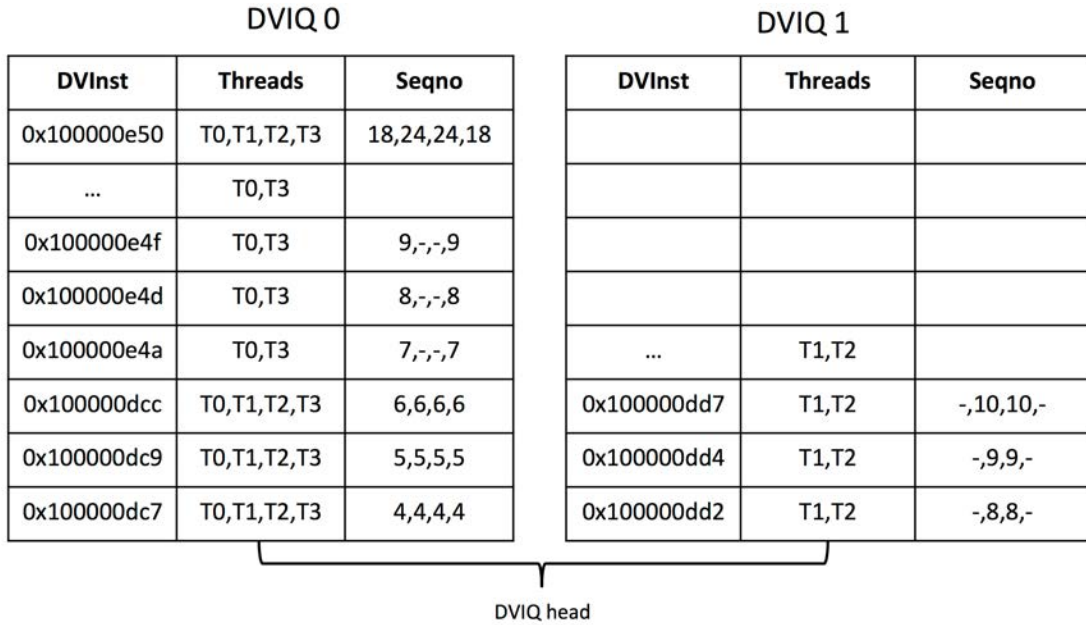 DVIQ 0 DVIQ 1
DVInst Threads Seqno DVInst Threads Seqno
0x100000e50 T0,T1,T2,T3 18,24,24,18
... T0,T3
0x100000e4f T0,T3 9,-,-,9
0x100000e4d T0,T3 8,-,-,8
0x100000e4a T0,T3 7,-,-,7 ... T1,T2
0x100000dcc T0,T1,T2,T3 6,6,6,6 0x100000dd7 T1,T2 -,10,10,-
0x100000dc9 T0,T1,T2,T3 5,5,5,5 0x100000dd4 T1,T2 -,9,9,-
0x100000dc7 T0,T1,T2,T3 4,4,4,4 0x100000dd2 T1,T2 -,8,8,-
DVIQ head